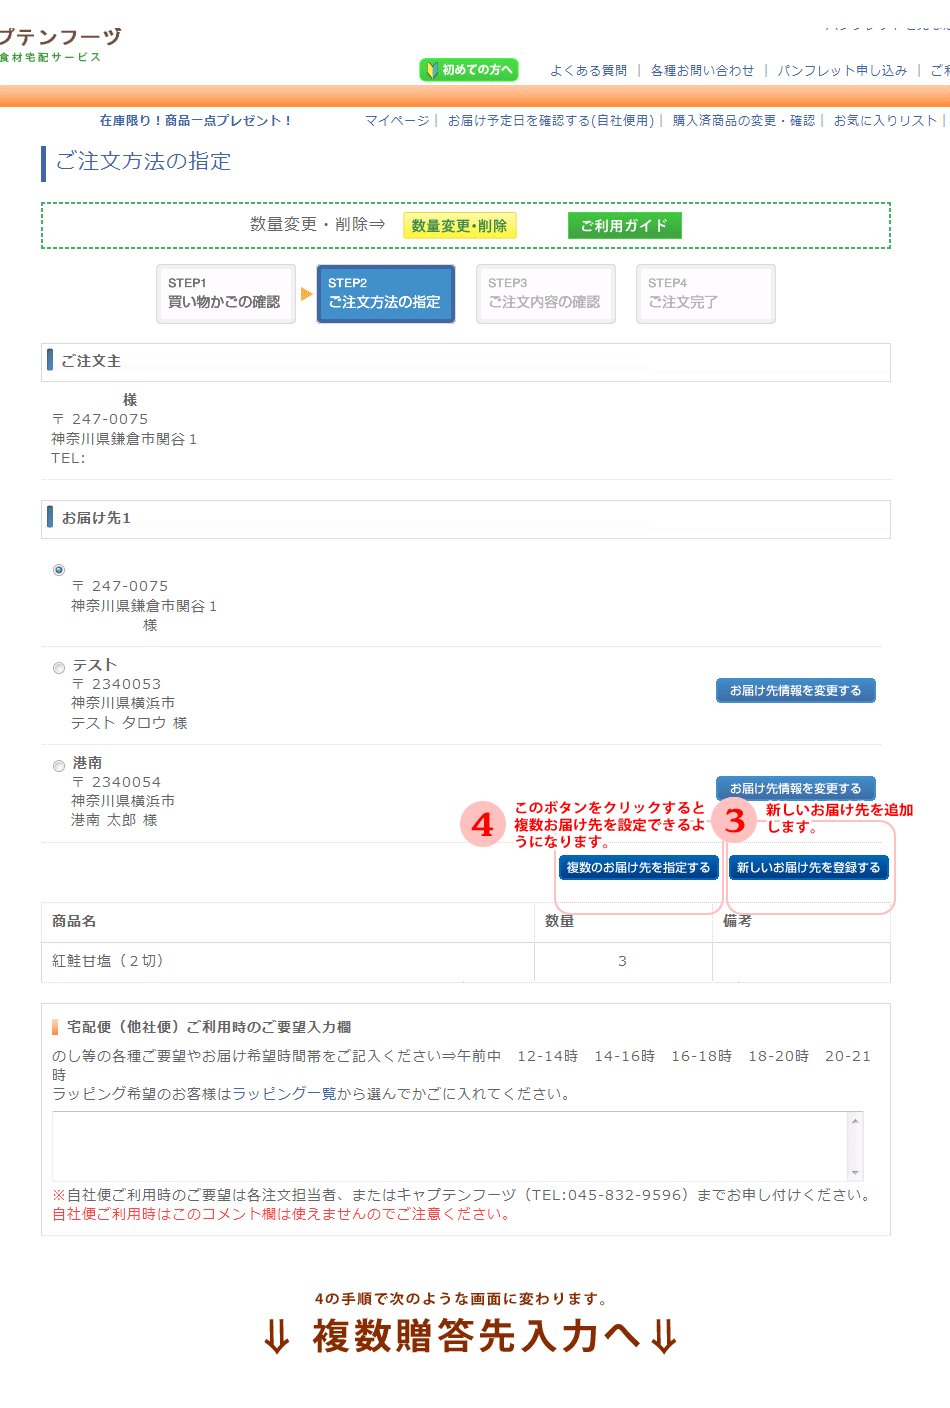 プテンフーヅ
食材宅配サービス
初めての方へ
よくある質問 | 各種お問い合わせ | パンフレット申し込み |
在庫限り!商品一点プレゼント!
マイページ | お届け予定日を確認する(自社便用) | 購入済商品の変更・確認 | お気に入りリスト |
ご注文方法の指定
数量変更・削除⇒ 数量変更・削除 ご利用ガイド
STEP1
買い物かごの確認
STEP2
ご注文方法の指定
STEP3
ご注文内容の確認
STEP4
ご注文完了
ご注文主
様
〒 247-0075
神奈川県鎌倉市関谷1
TEL:
お届け先1
〒 247-0075
神奈川県鎌倉市関谷1
様
テスト
〒 2340053
神奈川県横浜市
テスト タロウ 様
お届け先情報を変更する
港南
〒 2340054
神奈川県横浜市
港南 太郎 様
お届け先情報を変更する
4
このボタンをクリックすると
複数お届け先を設定できるよ
うになります。
3
新しいお届け先を追加
します。
複数のお届け先を指定する 新しいお届け先を登録する
商品名 数量 備考
紅鮭甘塩(2切) 3
宅配便(他社便)ご利用時のご要望入力欄
のし等の各種ご要望やお届け希望時間帯をご記入ください⇒午前中 12-14時 14-16時 16-18時 18-20時 20-21
時
ラッピング希望のお客様はラッピング一覧から選んでかごに入れてください。
※自社便ご利用時のご要望は各注文担当者、またはキャプテンフーヅ(TEL:045-832-9596)までお申し付けください。
自社便ご利用時はこのコメント欄は使えませんのでご注意ください。
4の手順で次のような画面に変わります。
⇓ 複数贈答先入力へ ⇓